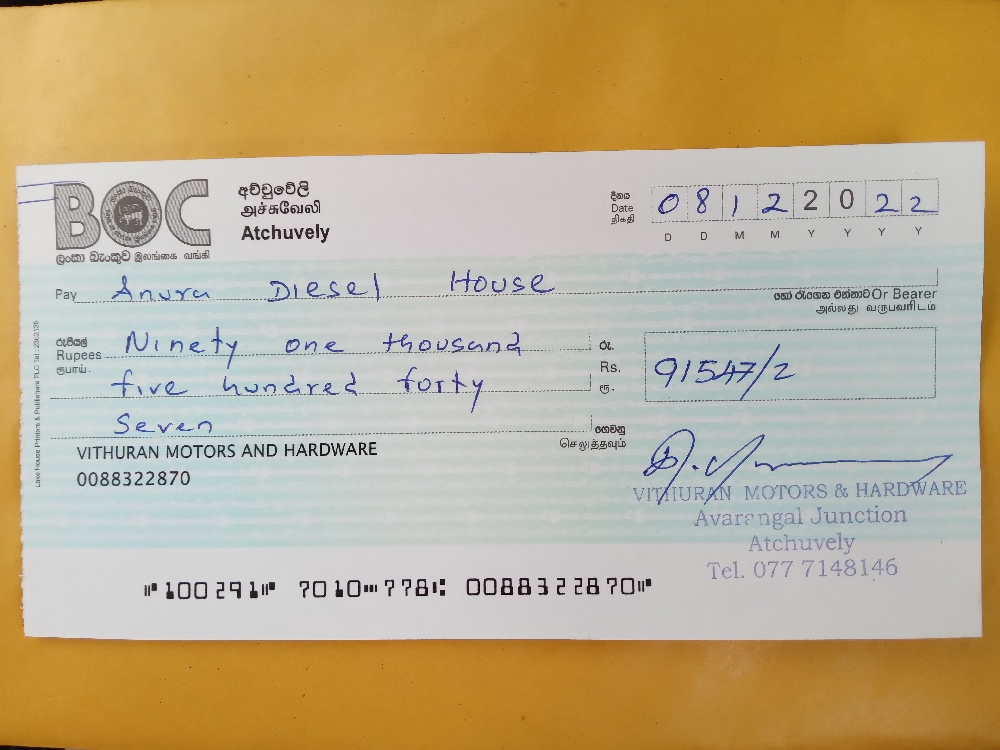 BOC
ලංකා බැංකුව இலங்கை வங்கி
අච්චුවේලි
அச்சுவேலி
Atchuvely
දිනය
Date
திகதி
08122022
D D M M Y Y Y Y
Pay Anura Diesel House
හෝ රැගෙන එන්නාට Or Bearer
அல்லது வருபவரிடம்
රුපියල්
Rupees
ரூபாய்.
Ninety one thousand
five hundred forty
Seven
රු.
Rs.
ரூ.
91547/2
ගෙවනු
செலுத்தவும்
VITHURAN MOTORS AND HARDWARE
0088322870
VITHURAN MOTORS & HARDWARE
Avarangal Junction
Atchuvely
Tel. 077 7148146
⑈100291⑈ 7010⑉778⑆ 0088322870⑈